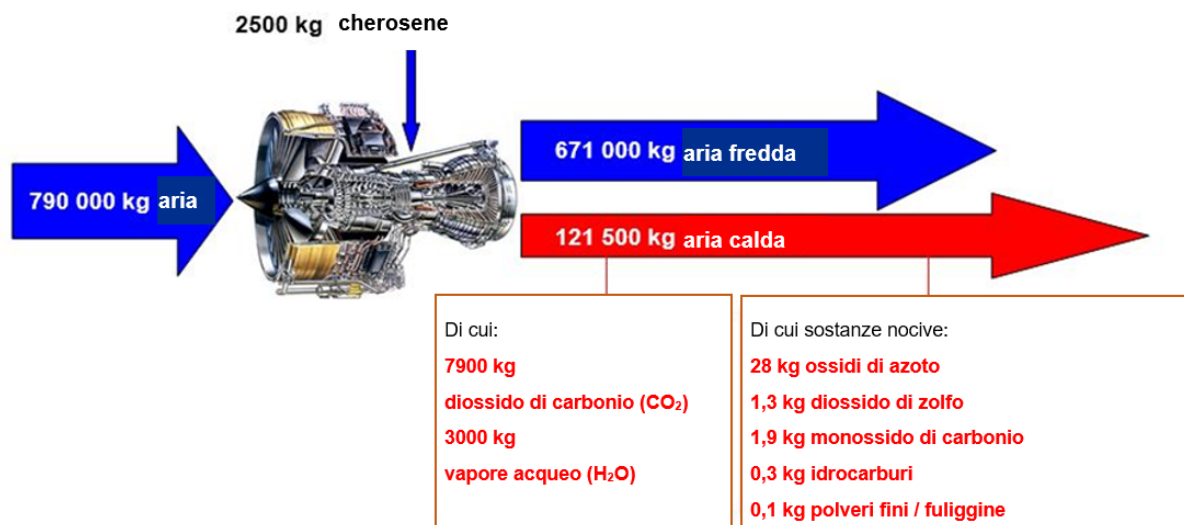 2500 kg cherosene
790 000 kg aria
671 000 kg aria fredda
121 500 kg aria calda
Di cui:
7900 kg
diossido di carbonio (CO₂)
3000 kg
vapore acqueo (H₂O)
Di cui sostanze nocive:
28 kg ossidi di azoto
1,3 kg diossido di zolfo
1,9 kg monossido di carbonio
0,3 kg idrocarburi
0,1 kg polveri fini / fuliggine